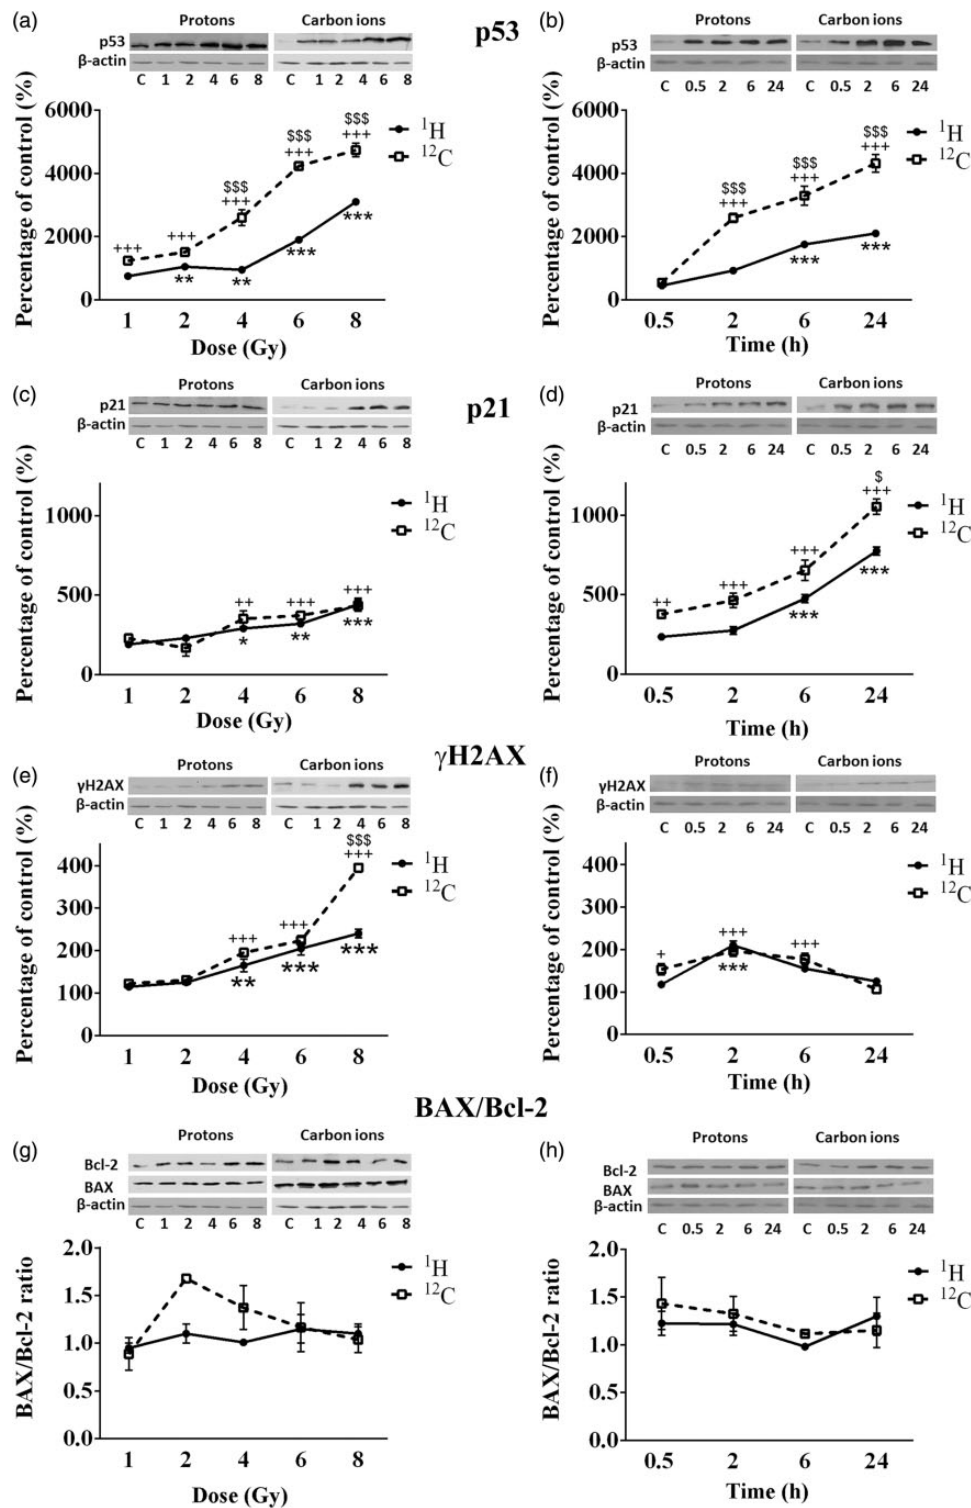 (a) Protons Carbon ions
p53
β-actin
C 1 2 4 6 8 C 1 2 4 6 8
p53
Percentage of control (%)
6000
4000
2000
0
+++ +++ $$$ +++ $$$ +++ $$$ +++
** ** *** ***
1 2 4 6 8
Dose (Gy)
¹H
¹²C
(b) Protons Carbon ions
p53
β-actin
C 0.5 2 6 24 C 0.5 2 6 24
Percentage of control (%)
6000
4000
2000
0
$$$ +++ $$$ +++ $$$ +++
*** ***
0.5 2 6 24
Time (h)
¹H
¹²C
(c) Protons Carbon ions
p21
β-actin
C 1 2 4 6 8 C 1 2 4 6 8
p21
Percentage of control (%)
1000
500
0
++ +++ +++
* ** ***
1 2 4 6 8
Dose (Gy)
¹H
¹²C
(d) Protons Carbon ions
p21
β-actin
C 0.5 2 6 24 C 0.5 2 6 24
Percentage of control (%)
1000
500
0
++ +++ +++ $ +++
*** ***
0.5 2 6 24
Time (h)
¹H
¹²C
γH2AX
(e) Protons Carbon ions
γH2AX
β-actin
C 1 2 4 6 8 C 1 2 4 6 8
Percentage of control (%)
400
300
200
100
0
+++ +++ $$$ +++
** *** ***
1 2 4 6 8
Dose (Gy)
¹H
¹²C
(f) Protons Carbon ions
γH2AX
β-actin
C 0.5 2 6 24 C 0.5 2 6 24
Percentage of control (%)
400
300
200
100
0
+ +++ +++
***
0.5 2 6 24
Time (h)
¹H
¹²C
BAX/Bcl-2
(g) Protons Carbon ions
Bcl-2
BAX
β-actin
C 1 2 4 6 8 C 1 2 4 6 8
BAX/Bcl-2 ratio
2.0
1.5
1.0
0.5
0.0
1 2 4 6 8
Dose (Gy)
¹H
¹²C
(h) Protons Carbon ions
Bcl-2
BAX
β-actin
C 0.5 2 6 24 C 0.5 2 6 24
BAX/Bcl-2 ratio
2.0
1.5
1.0
0.5
0.0
0.5 2 6 24
Time (h)
¹H
¹²C